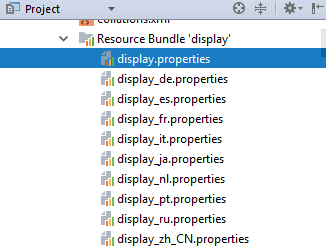 Project
collations.xml
Resource Bundle 'display'
display.properties
display_de.properties
display_es.properties
display_fr.properties
display_it.properties
display_ja.properties
display_nl.properties
display_pt.properties
display_ru.properties
display_zh_CN.properties